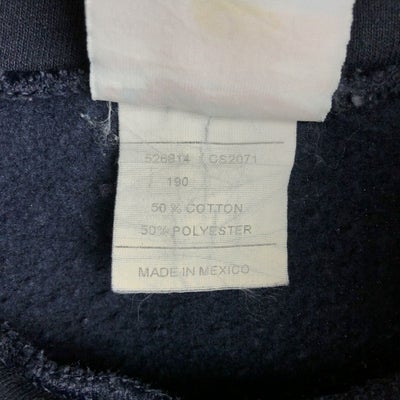 526814 CS2071
190
50% COTTON
50% POLYESTER
MADE IN MEXICO